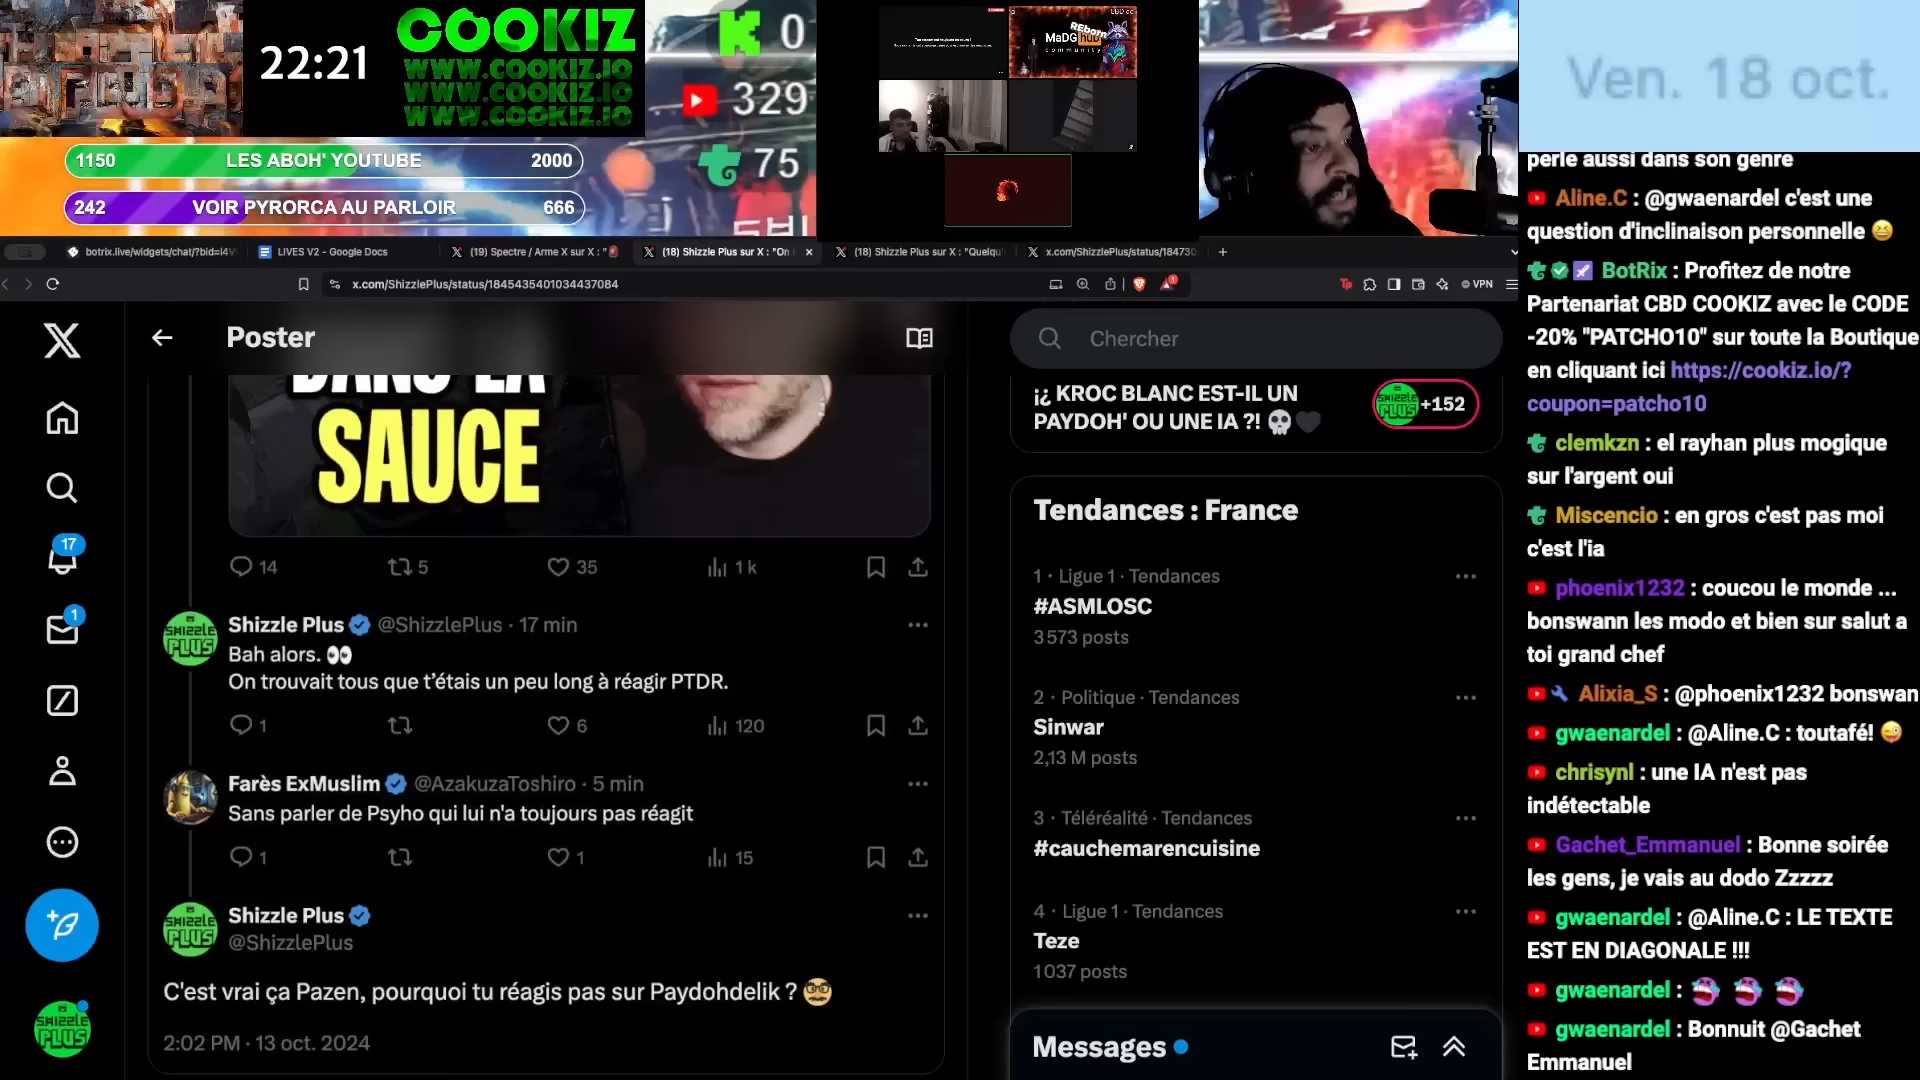 22:21
COOKIZ
WWW.COOKIZ.IO
WWW.COOKIZ.IO
WWW.COOKIZ.IO
0
329
75
1150 LES ABOH' YOUTUBE 2000
242 VOIR PYRORCA AU PARLOIR 666
REborn
MaDG hub
community
Ven. 18 oct.
botrix.live/widgets/chat/?bid=I4V
LIVES V2 - Google Docs
(19) Spectre / Arme X sur X : "
(18) Shizzle Plus sur X : "On
(18) Shizzle Plus sur X : "Quelqu'
x.com/ShizzlePlus/status/184730
x.com/ShizzlePlus/status/1845435401034437084
VPN
Poster
DANS LA
SAUCE
14 5 35 1 k
Shizzle Plus @ShizzlePlus · 17 min
Bah alors. 👀
On trouvait tous que t'étais un peu long à réagir PTDR.
1 6 120
Farès ExMuslim @AzakuzaToshiro · 5 min
Sans parler de Psyho qui lui n'a toujours pas réagit
1 1 15
Shizzle Plus
@ShizzlePlus
C'est vrai ça Pazen, pourquoi tu réagis pas sur Paydohdelik ? 🥸
2:02 PM · 13 oct. 2024
17
1
SHIZZLE
PLUS
Chercher
¡¿ KROC BLANC EST-IL UN
PAYDOH' OU UNE IA ?! 💀🖤
+152
Tendances : France
1 · Ligue 1 · Tendances
#ASMLOSC
3 573 posts
2 · Politique · Tendances
Sinwar
2,13 M posts
3 · Téléréalité · Tendances
#cauchemarencuisine
4 · Ligue 1 · Tendances
Teze
1 037 posts
Messages
perle aussi dans son genre
Aline.C : @gwaenardel c'est une
question d'inclinaison personnelle 😆
BotRix : Profitez de notre
Partenariat CBD COOKIZ avec le CODE
-20% "PATCHO10" sur toute la Boutique
en cliquant ici https://cookiz.io/?
coupon=patcho10
clemkzn : el rayhan plus mogique
sur l'argent oui
Miscencio : en gros c'est pas moi
c'est l'ia
phoenix1232 : coucou le monde ...
bonswann les modo et bien sur salut a
toi grand chef
Alixia_S : @phoenix1232 bonswan
gwaenardel : @Aline.C : toutafé! 😜
chrisynl : une IA n'est pas
indétectable
Gachet_Emmanuel : Bonne soirée
les gens, je vais au dodo Zzzzz
gwaenardel : @Aline.C : LE TEXTE
EST EN DIAGONALE !!!
gwaenardel :
gwaenardel : Bonnuit @Gachet
Emmanuel